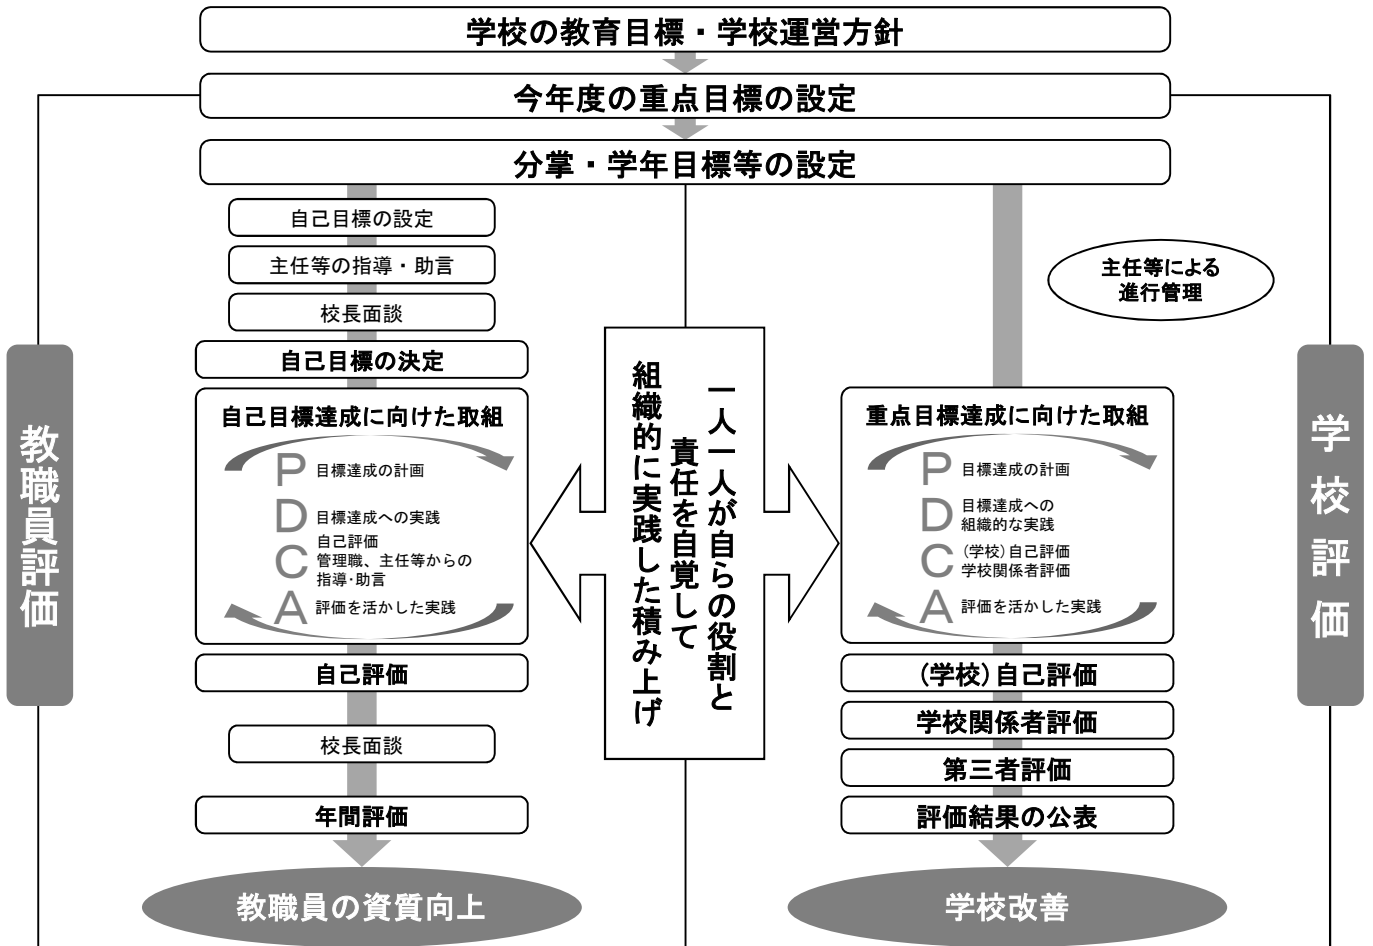 学校の教育目標・学校運営方針
今年度の重点目標の設定
分掌・学年目標等の設定
教職員評価
自己目標の設定
主任等の指導・助言
校長面談
自己目標の決定
自己目標達成に向けた取組
P 目標達成の計画
D 目標達成への実践
C 自己評価
管理職、主任等からの
指導・助言
A 評価を活かした実践
自己評価
校長面談
年間評価
教職員の資質向上
一人一人が自らの役割と
責任を自覚して
組織的に実践した積み上げ
主任等による
進行管理
重点目標達成に向けた取組
P 目標達成の計画
D 目標達成への
組織的な実践
C (学校)自己評価
学校関係者評価
A 評価を活かした実践
(学校)自己評価
学校関係者評価
第三者評価
評価結果の公表
学校改善
学校評価